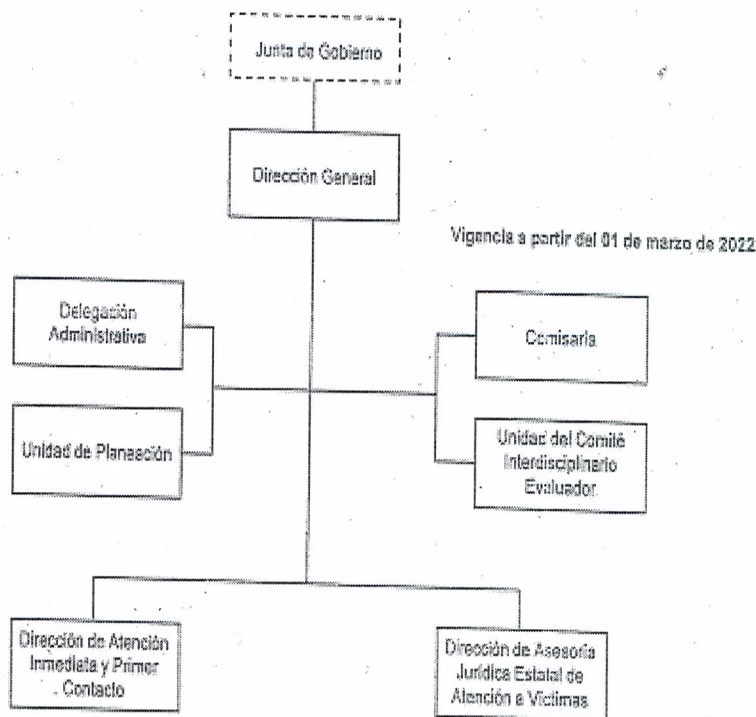 Junta de Gobierno
Dirección General
Vigencia a partir del 01 de marzo de 2022
Delegación
Administrativa
Comisaría
Unidad de Planeación
Unidad del Comité
Interdisciplinario
Evaluador
Dirección de Atención
Inmediata y Primer
Contacto
Dirección de Asesoría
Jurídica Estatal de
Atención a Víctimas